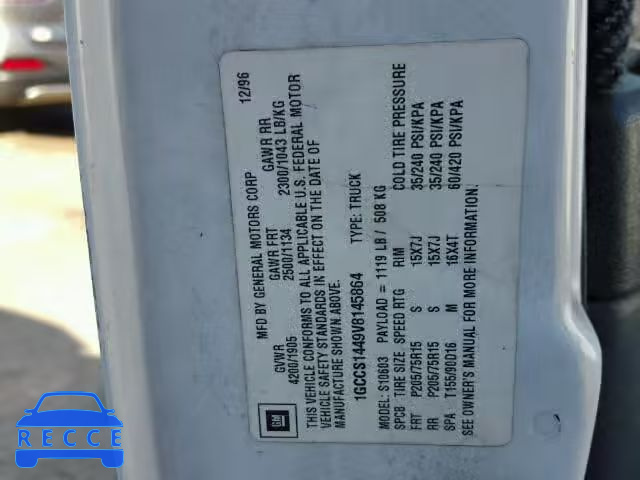 MFD BY GENERAL MOTORS CORP 12/96
GVWR GAWR FRT GAWR RR
4200/1905 2500/1134 2300/1043 LB/KG
THIS VEHICLE CONFORMS TO ALL APPLICABLE U.S. FEDERAL MOTOR
VEHICLE SAFETY STANDARDS IN EFFECT ON THE DATE OF
MANUFACTURE SHOWN ABOVE.
1GCCS1449V8145864 TYPE: TRUCK
MODEL: S10603 PAYLOAD = 1119 LB / 508 KG
SPCB TIRE SIZE SPEED RTG RIM COLD TIRE PRESSURE
FRT P205/75R15 S 15X7J 35/240 PSI/KPA
RR P205/75R15 S 15X7J 35/240 PSI/KPA
SPA T155/90D16 M 16X4T 60/420 PSI/KPA
SEE OWNER'S MANUAL FOR MORE INFORMATION.
GM
RECCE